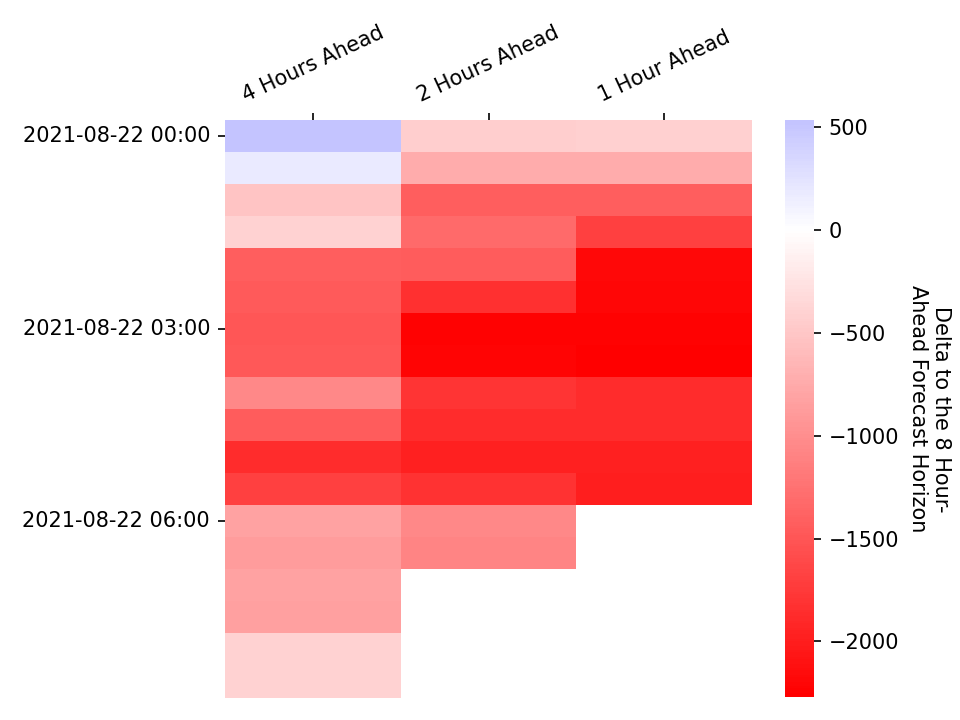 4 Hours Ahead
2 Hours Ahead
1 Hour Ahead
2021-08-22 00:00
2021-08-22 03:00
2021-08-22 06:00
500
0
−500
−1000
−1500
−2000
Delta to the 8 Hour-
Ahead Forecast Horizon